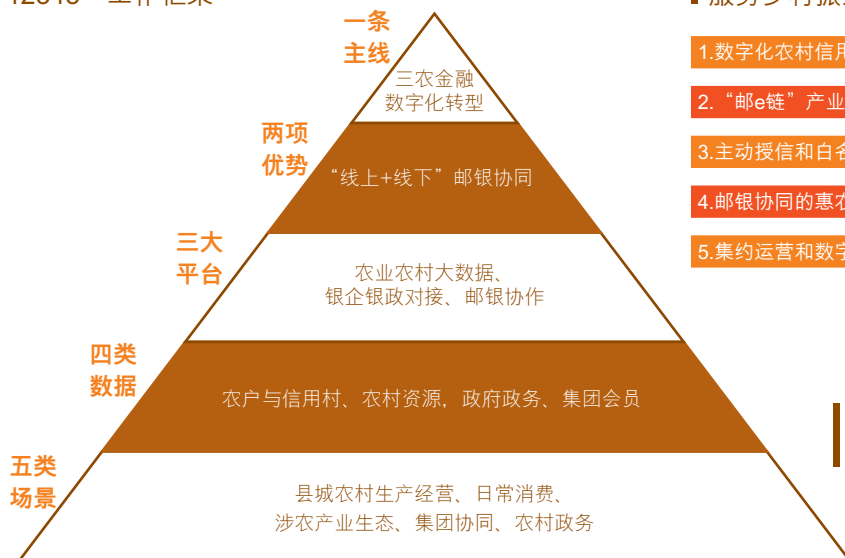 一条
主线
三农金融
数字化转型
两项
优势
“线上+线下”邮银协同
三大
平台
农业农村大数据、
银企银政对接、邮银协作
四类
数据
农户与信用村、农村资源，政府政务、集团会员
五类
场景
县城农村生产经营、日常消费、
涉农产业生态、集团协同、农村政务
1.数字化农村信用
2.“邮e链”产业
3.主动授信和白名
4.邮银协同的惠农
5.集约运营和数字